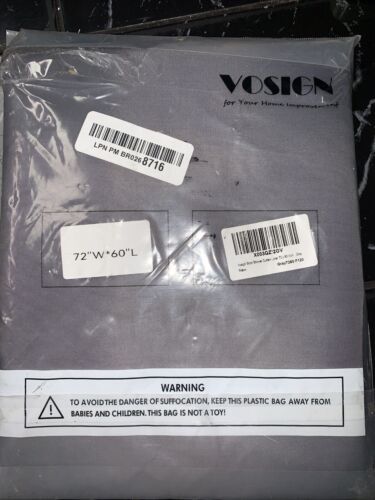 VOSIGN
for Your Home Improvement
LPN PM BR026 8716
72"W*60"L
WARNING
TO AVOID THE DANGER OF SUFFOCATION, KEEP THIS PLASTIC BAG AWAY FROM
BABIES AND CHILDREN. THIS BAG IS NOT A TOY!